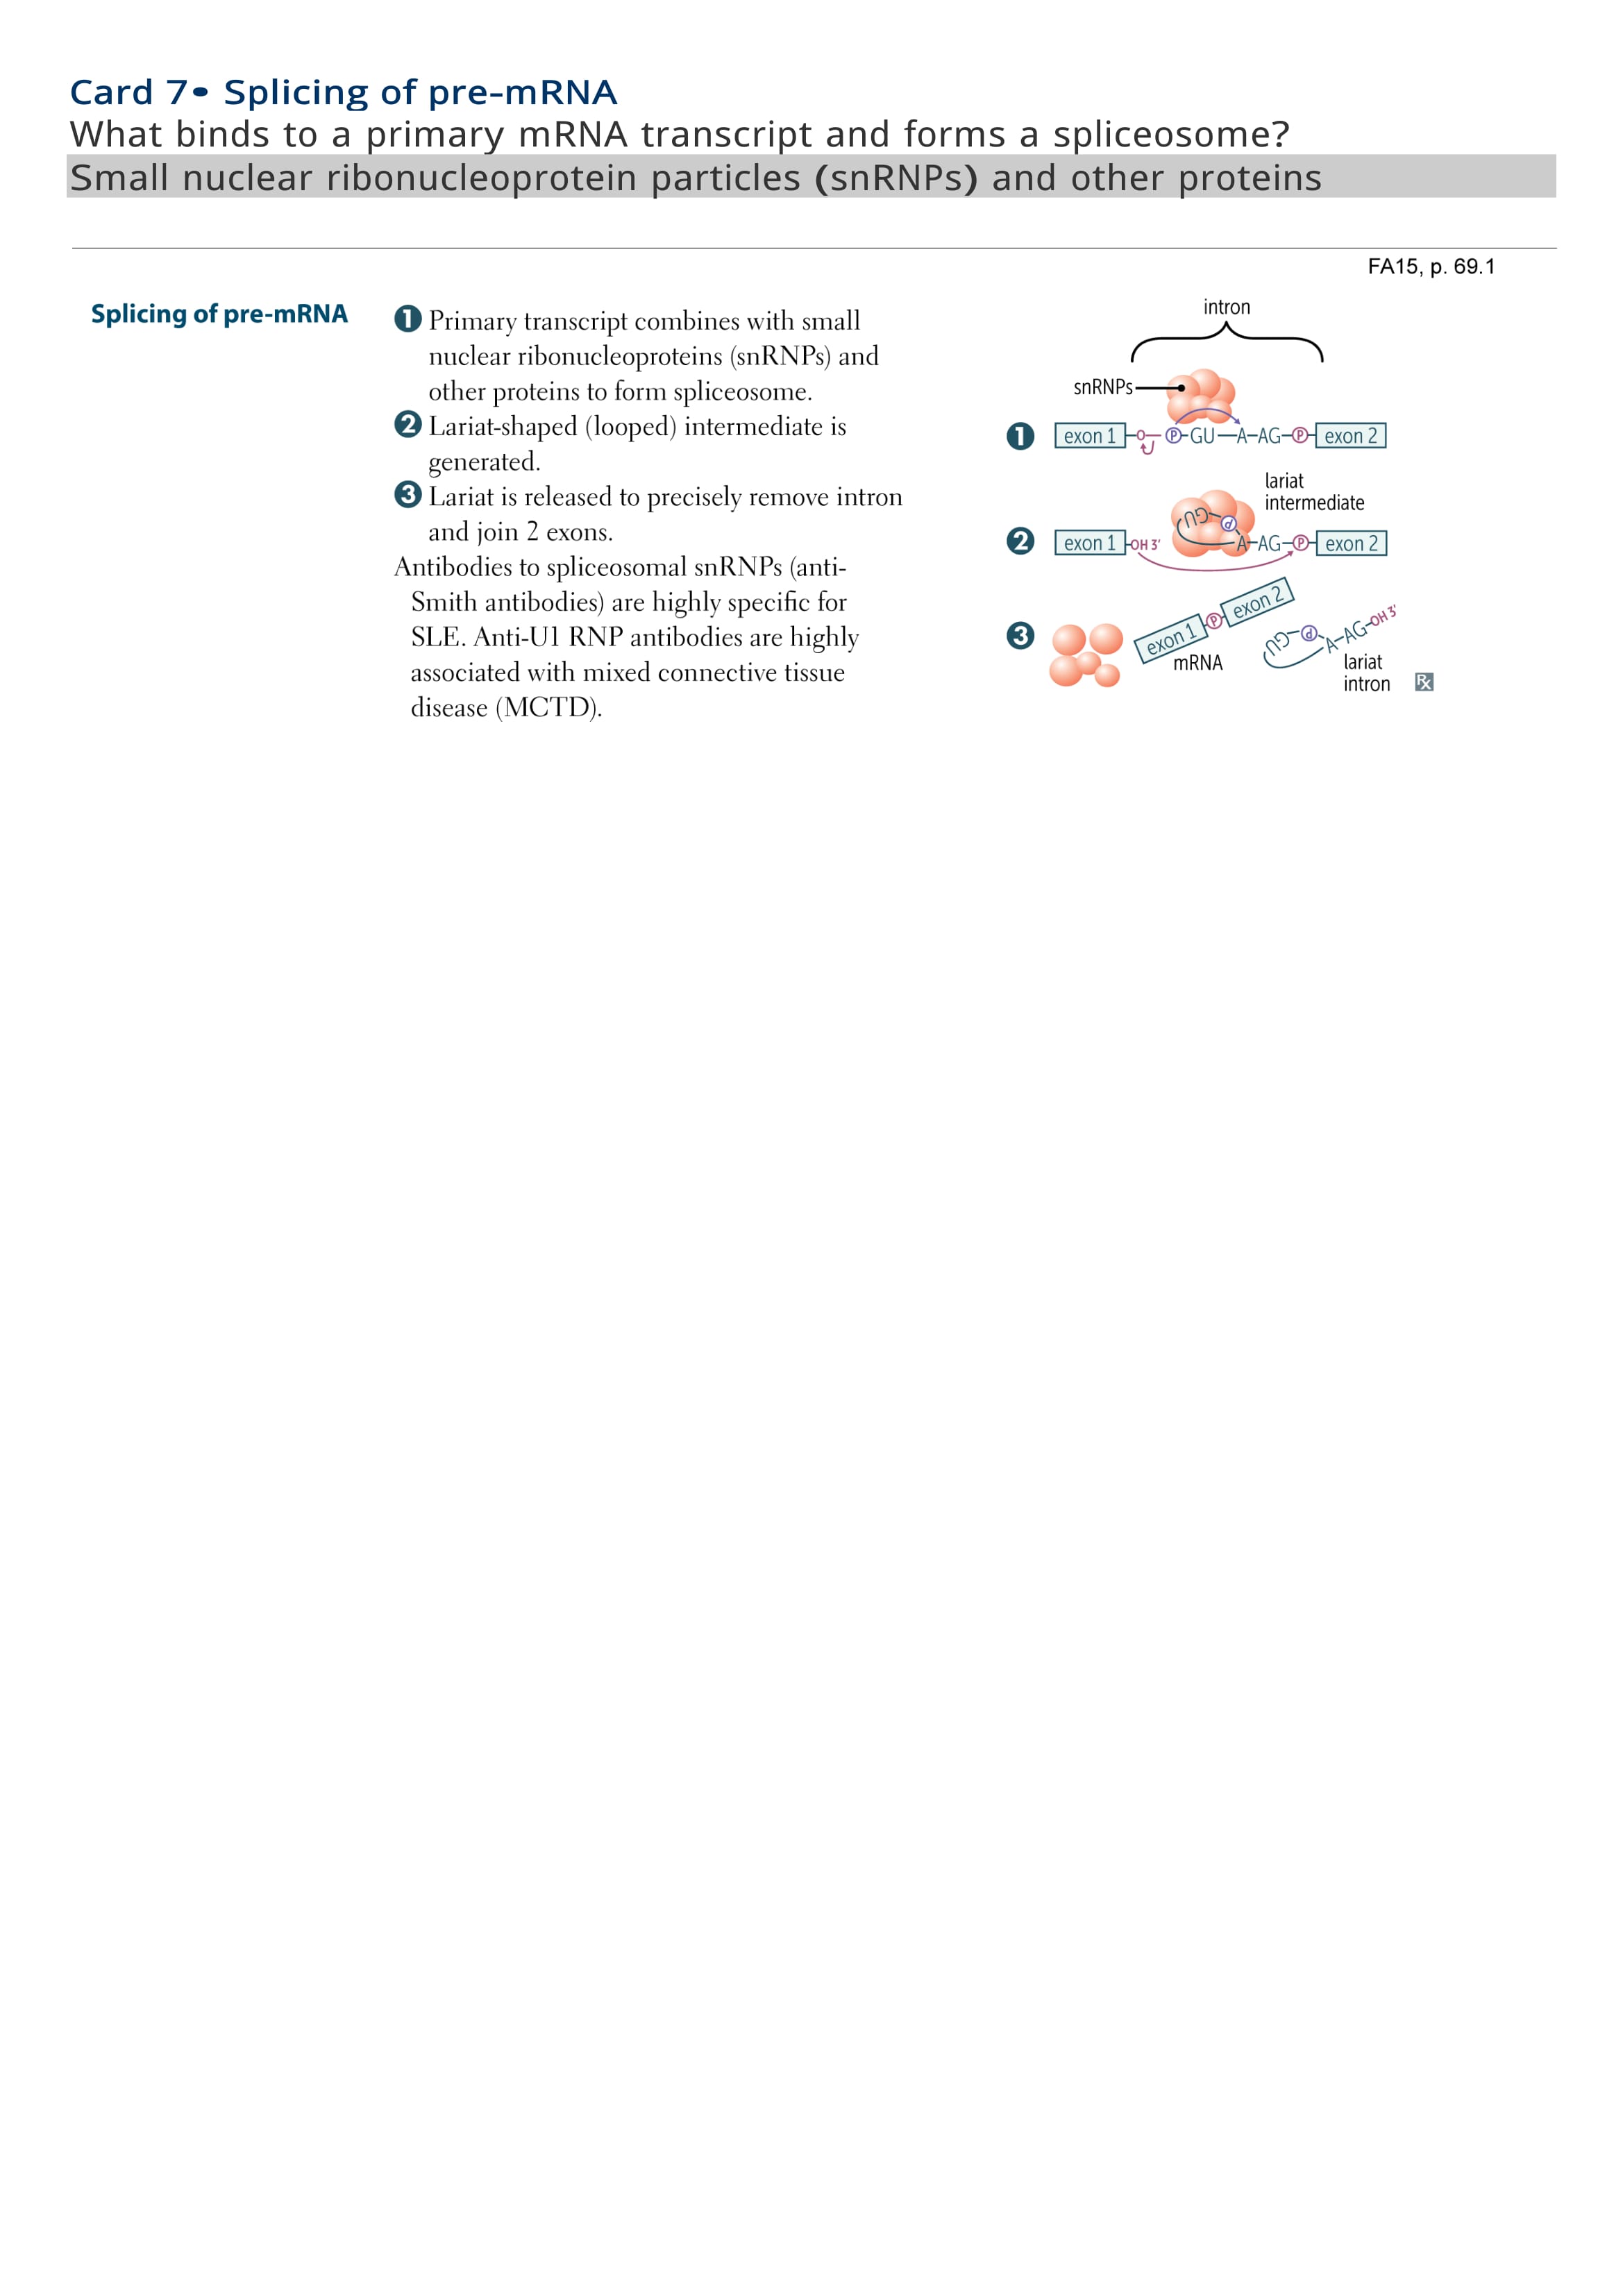 Card 7• Splicing of pre-mRNA
What binds to a primary mRNA transcript and forms a spliceosome?
Small nuclear ribonucleoprotein particles (snRNPs) and other proteins
FA15, p. 69.1
Splicing of pre-mRNA
1 Primary transcript combines with small
nuclear ribonucleoproteins (snRNPs) and
other proteins to form spliceosome.
2 Lariat-shaped (looped) intermediate is
generated.
3 Lariat is released to precisely remove intron
and join 2 exons.
Antibodies to spliceosomal snRNPs (anti-
Smith antibodies) are highly specific for
SLE. Anti-U1 RNP antibodies are highly
associated with mixed connective tissue
disease (MCTD).
intron
snRNPs
1 exon 1 O P GU A AG P exon 2
lariat
intermediate
2 exon 1 OH 3' GU P A AG P exon 2
3 exon 1 P exon 2
mRNA
GU P A AG OH 3'
lariat
intron
Rx